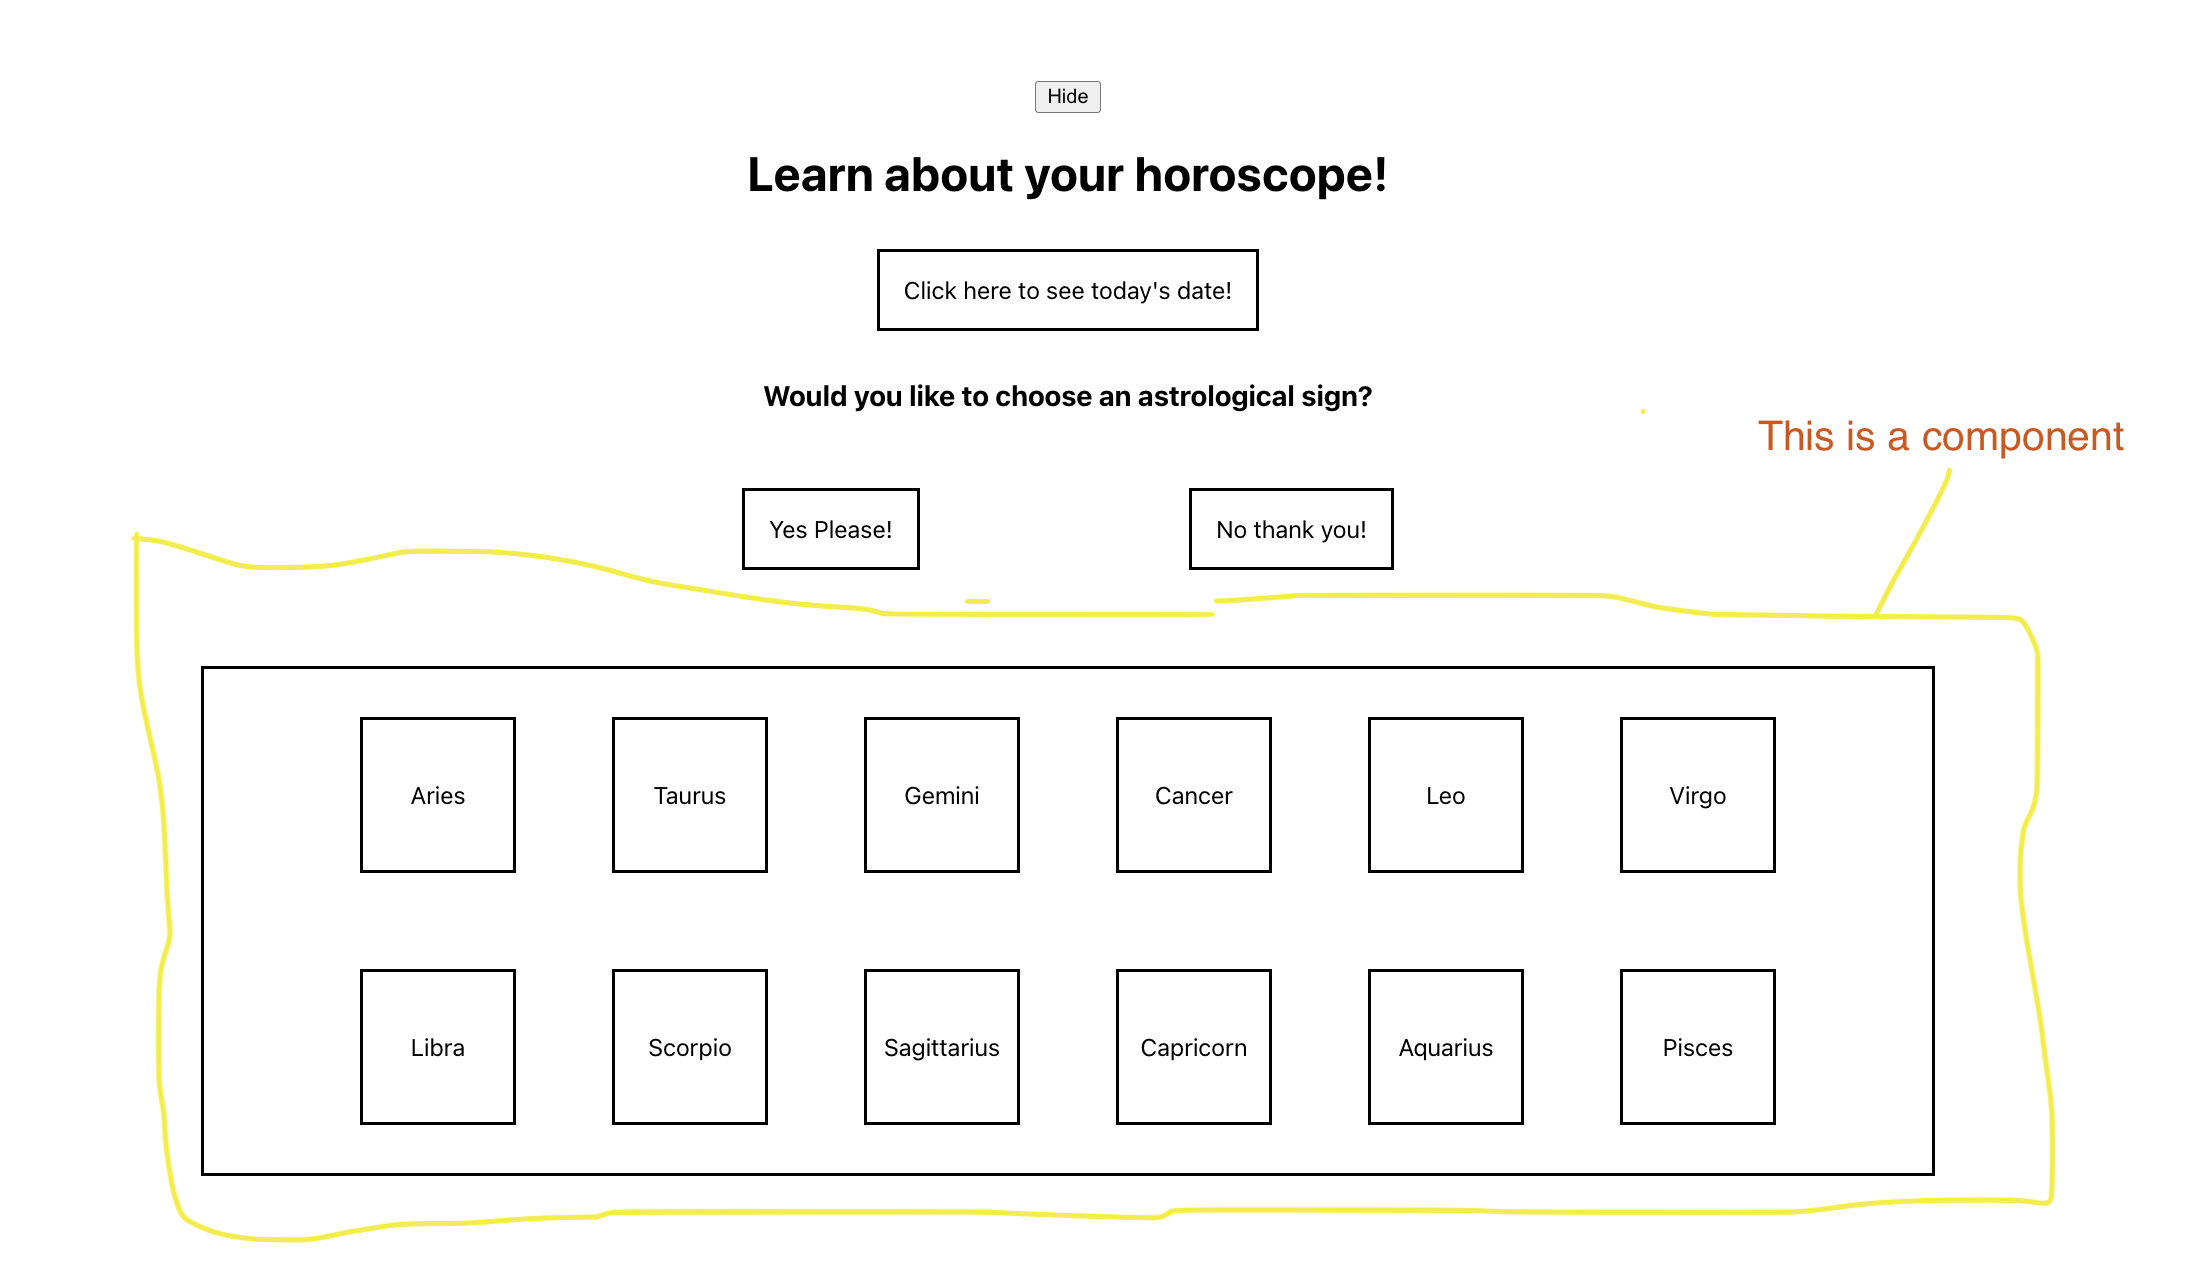 Hide
Learn about your horoscope!
Click here to see today's date!
Would you like to choose an astrological sign?
This is a component
Yes Please!
No thank you!
Aries
Taurus
Gemini
Cancer
Leo
Virgo
Libra
Scorpio
Sagittarius
Capricorn
Aquarius
Pisces